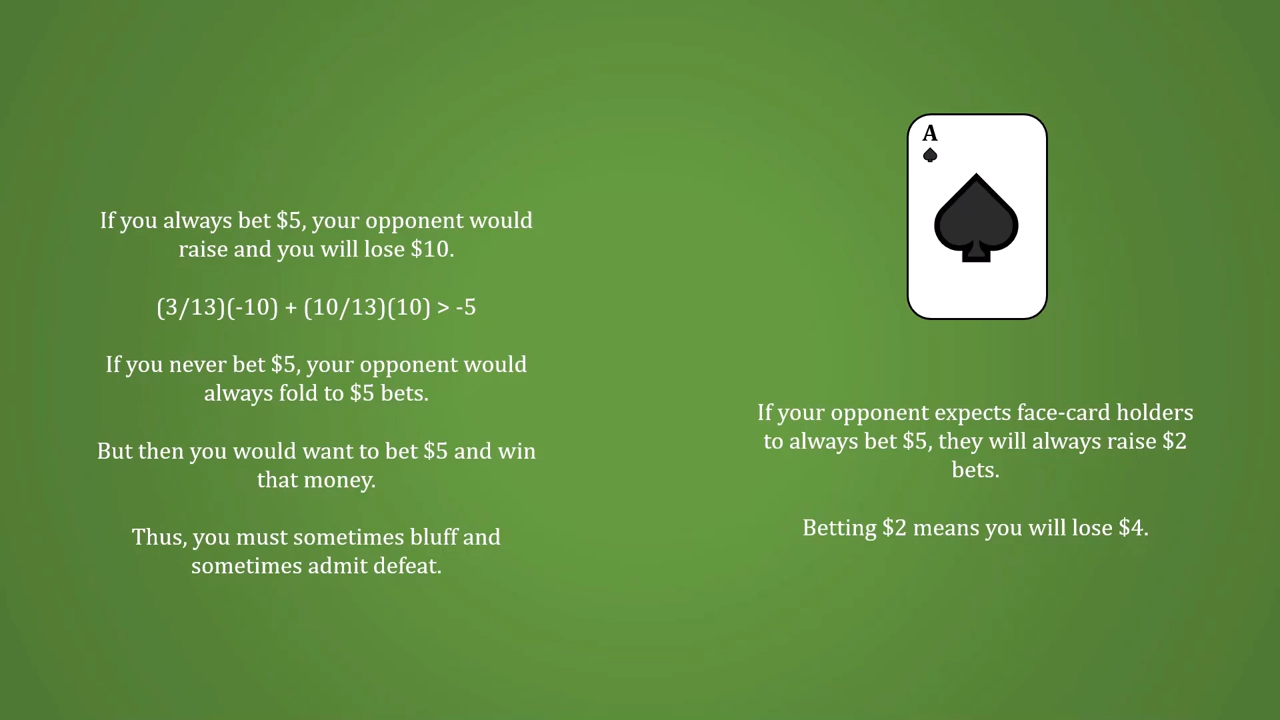 If you always bet $5, your opponent would
raise and you will lose $10.
(3/13)(-10) + (10/13)(10) > -5
If you never bet $5, your opponent would
always fold to $5 bets.
But then you would want to bet $5 and win
that money.
Thus, you must sometimes bluff and
sometimes admit defeat.
A
If your opponent expects face-card holders
to always bet $5, they will always raise $2
bets.
Betting $2 means you will lose $4.